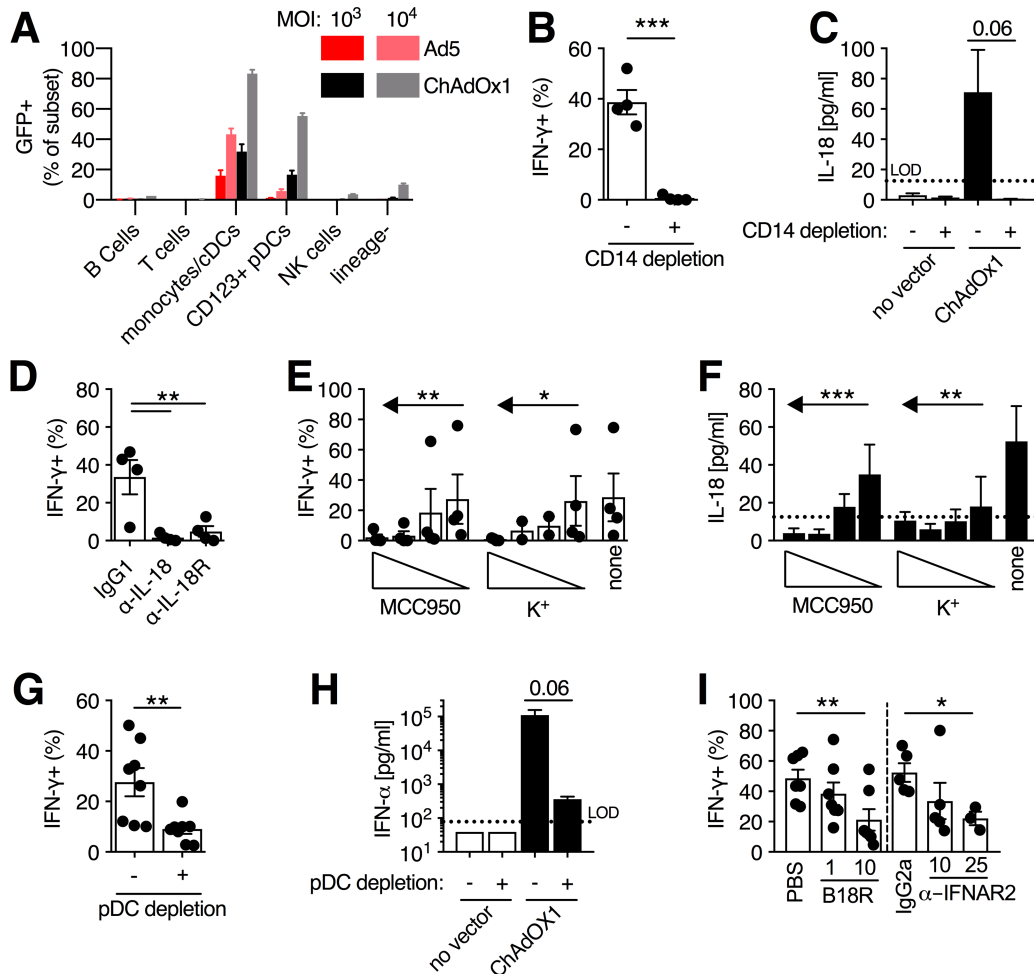 A
MOI: 10³ 10⁴
Ad5
ChAdOx1
GFP+
(% of subset)
100
80
60
40
20
0
B Cells
T cells
monocytes/cDCs
CD123+ pDCs
NK cells
lineage-
B
***
IFN-γ+ (%)
60
40
20
0
- +
CD14 depletion
C
0.06
IL-18 [pg/ml]
100
80
60
40
20
0
LOD
CD14 depletion: - + - +
no vector
ChAdOx1
D
**
IFN-γ+ (%)
80
60
40
20
0
IgG1
α-IL-18
α-IL-18R
E
** *
IFN-γ+ (%)
100
80
60
40
20
0
MCC950
K⁺
none
F
*** **
IL-18 [pg/ml]
80
60
40
20
0
MCC950
K⁺
none
G
**
IFN-γ+ (%)
60
40
20
0
- +
pDC depletion
H
0.06
IFN-α [pg/ml]
10⁵
10⁴
10³
10²
10¹
LOD
pDC depletion: - + - +
no vector
ChAdOX1
I
** *
IFN-γ+ (%)
100
80
60
40
20
0
PBS
1 10
B18R
IgG2a
10 25
α-IFNAR2